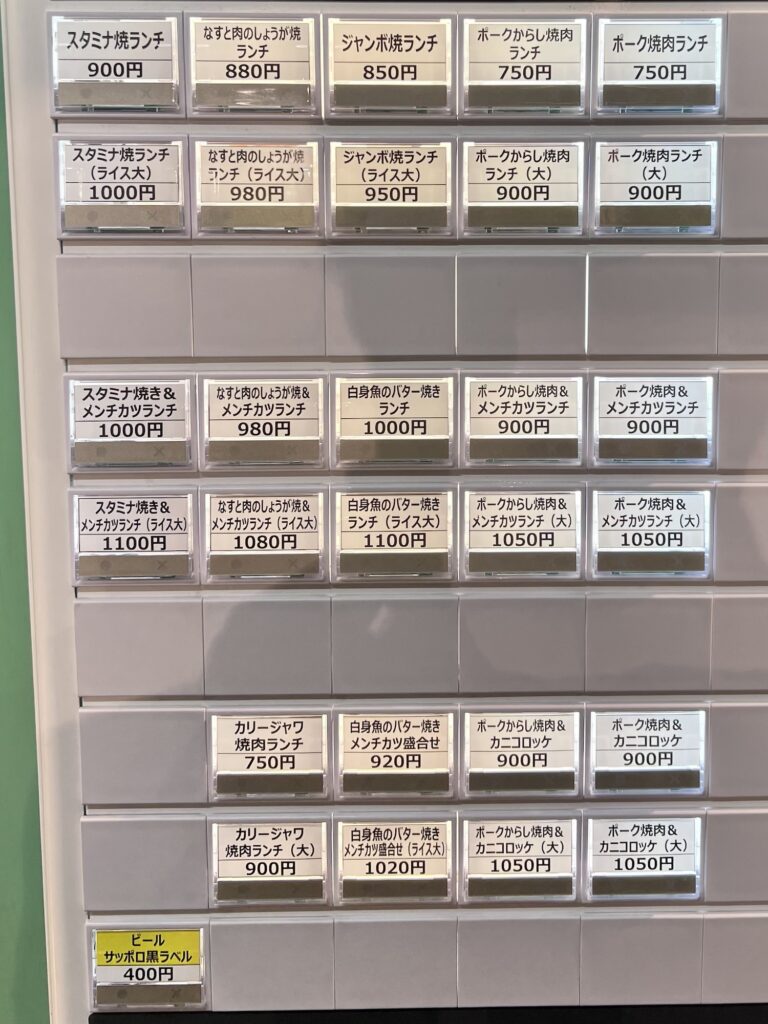 スタミナ焼ランチ
900円
なすと肉のしょうが焼
ランチ
880円
ジャンボ焼ランチ
850円
ポークからし焼肉
ランチ
750円
ポーク焼肉ランチ
750円
スタミナ焼ランチ
（ライス大）
1000円
なすと肉のしょうが焼
ランチ（ライス大）
980円
ジャンボ焼ランチ
（ライス大）
950円
ポークからし焼肉
ランチ（大）
900円
ポーク焼肉ランチ
（大）
900円
スタミナ焼き＆
メンチカツランチ
1000円
なすと肉のしょうが焼＆
メンチカツランチ
980円
白身魚のバター焼き
ランチ
1000円
ポークからし焼肉＆
メンチカツランチ
900円
ポーク焼肉＆
メンチカツランチ
900円
スタミナ焼き＆
メンチカツランチ（ライス大）
1100円
なすと肉のしょうが焼＆
メンチカツランチ（ライス大）
1080円
白身魚のバター焼き
ランチ（ライス大）
1100円
ポークからし焼肉＆
メンチカツランチ（大）
1050円
ポーク焼肉＆
メンチカツランチ（大）
1050円
カリージャワ
焼肉ランチ
750円
白身魚のバター焼き
メンチカツ盛合せ
920円
ポークからし焼肉＆
カニコロッケ
900円
ポーク焼肉＆
カニコロッケ
900円
カリージャワ
焼肉ランチ（大）
900円
白身魚のバター焼き
メンチカツ盛合せ（ライス大）
1020円
ポークからし焼肉＆
カニコロッケ（大）
1050円
ポーク焼肉＆
カニコロッケ（大）
1050円
ビール
サッポロ黒ラベル
400円